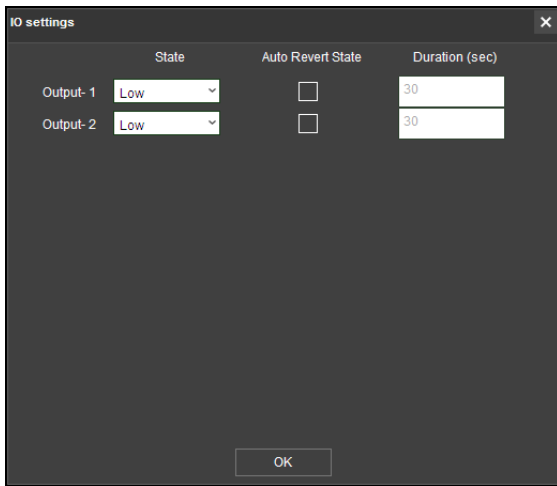 IO settings
State Auto Revert State Duration (sec)
Output- 1 Low 30
Output- 2 Low 30
OK